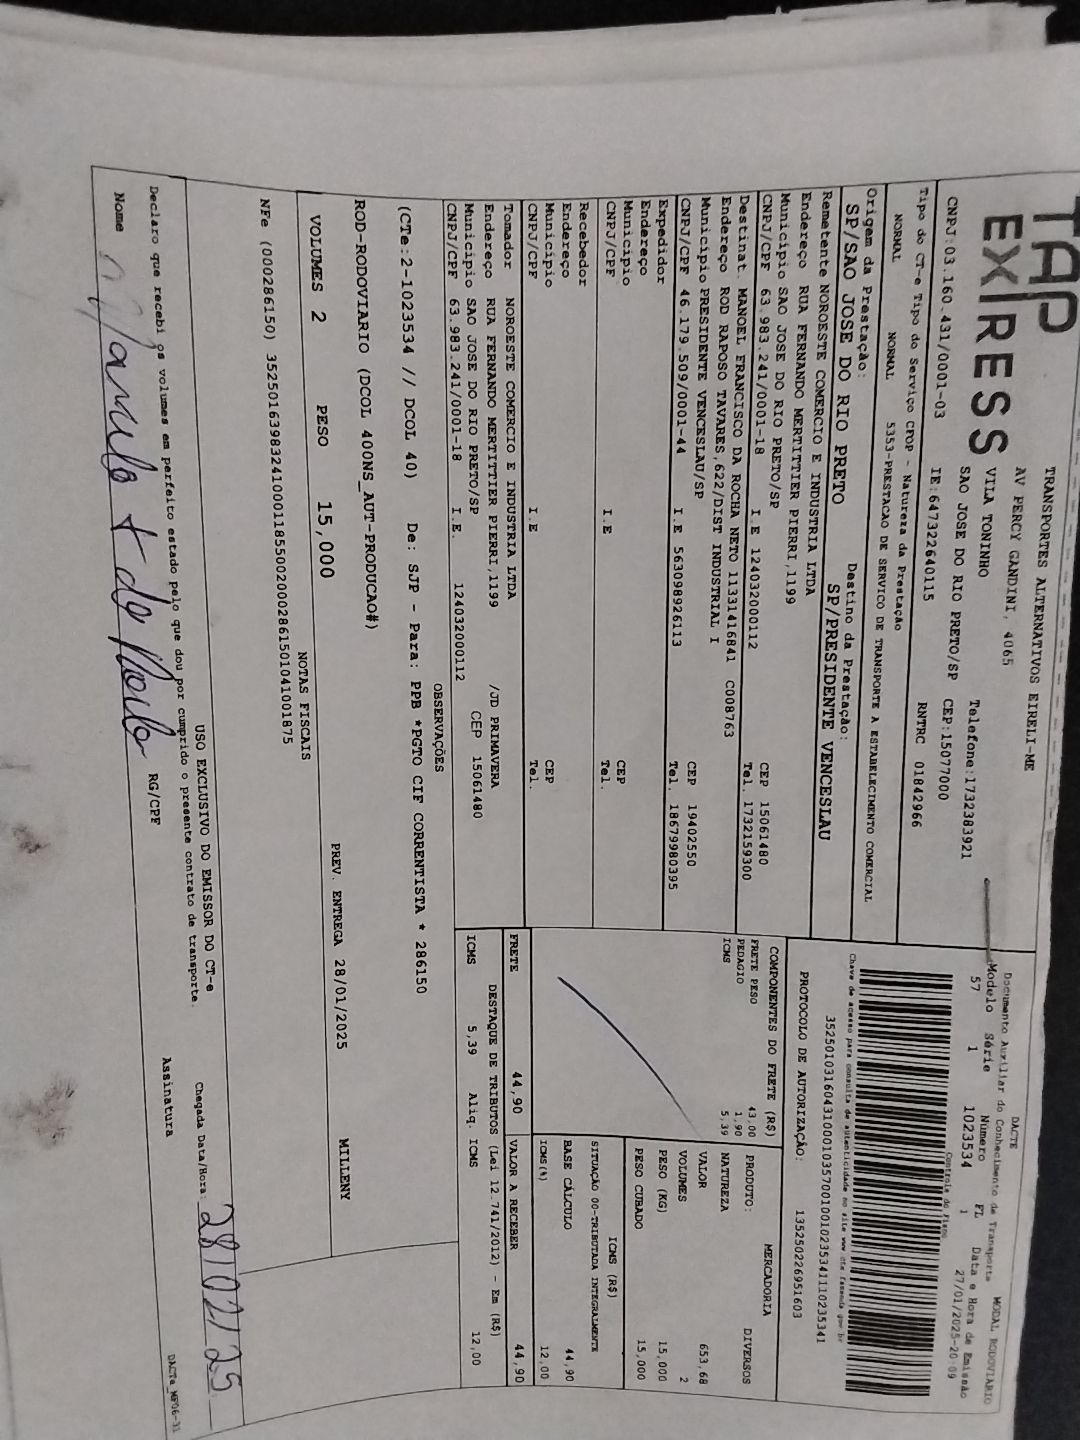 TAP
EX/RESS
TRANSPORTES ALTERNATIVOS EIRELI-ME
AV PERCY GANDINI, 4065
VILA TONINHO
SAO JOSE DO RIO PRETO/SP
CNPJ:03.160.431/0001-03
IE:647322640115
Telefone:1732383921
CEP:15077000
RNTRC 01842966
Tipo do CT-e Tipo do Serviço CFOP - Natureza da Prestação
NORMAL NORMAL 5353-PRESTACAO DE SERVICO DE TRANSPORTE A ESTABELECIMENTO COMERCIAL
Origem da Prestação: Destino da Prestação:
SP/SAO JOSE DO RIO PRETO SP/PRESIDENTE VENCESLAU
Remetente NOROESTE COMERCIO E INDUSTRIA LTDA
Endereço RUA FERNANDO MERTITTIER PIERRI,1199
Município SAO JOSE DO RIO PRETO/SP CEP 15061480
CNPJ/CPF 63.983.241/0001-18 I.E 124032000112 Tel. 1732159300
Destinat. MANOEL FRANCISCO DA ROCHA NETO 11331416841 C008763
Endereço ROD RAPOSO TAVARES,622/DIST INDUSTRIAL I
Município PRESIDENTE VENCESLAU/SP CEP 19402550
CNPJ/CPF 46.179.509/0001-44 I.E 563098926113 Tel. 18679980395
Expedidor
Endereço
Município CEP
CNPJ/CPF I.E Tel.
Recebedor
Endereço
Município CEP
CNPJ/CPF I.E Tel.
Tomador NOROESTE COMERCIO E INDUSTRIA LTDA
Endereço RUA FERNANDO MERTITTIER PIERRI,1199 /JD PRIMAVERA
Município SAO JOSE DO RIO PRETO/SP CEP 15061480
CNPJ/CPF 63.983.241/0001-18 I.E. 124032000112
DACTE MODAL RODOVIARIO
Documento Auxiliar do Conhecimento de Transporte
Modelo Série Número FL Data e Hora de Emissão
57 1 1023534 1 27/01/2025-20:09
Controle do Fisco
Chave de acesso para consulta de autenticidade no site www.cte.fazenda.gov.br
35250103160431000103570010010235341110235341
PROTOCOLO DE AUTORIZAÇÃO: 135250226951603
COMPONENTES DO FRETE (R$)
FRETE PESO 43,00
PEDAGIO 1,90
ICMS 5,39
MERCADORIA
PRODUTO: DIVERSOS
NATUREZA
VALOR 653,68
VOLUMES 2
PESO (KG) 15,000
PESO CUBADO 15,000
ICMS (R$)
SITUAÇÃO 00-TRIBUTADA INTEGRALMENTE
BASE CÁLCULO 44,90
ICMS(%) 12,00
FRETE 44,90 VALOR A RECEBER 44,90
DESTAQUE DE TRIBUTOS (Lei 12.741/2012) - Em (R$)
ICMS 5,39 Aliq. ICMS 12,00
OBSERVAÇÕES
(CTe:2-1023534 // DCOL 40) De: SJP - Para: PPB *PGTO CIF CORRENTISTA * 286150
ROD-RODOVIARIO (DCOL 400NS_AUT-PRODUCAO#)
VOLUMES 2 PESO 15,000 PREV. ENTREGA 28/01/2025 MILLENY
NOTAS FISCAIS
NFe (000286150) 35250163983241000118550020002861501041001875
USO EXCLUSIVO DO EMISSOR DO CT-e
Declaro que recebi os volumes em perfeito estado pelo que dou por cumprido o presente contrato de transporte. Chegada Data/Hora: 28/01/25
Nome RG/CPF Assinatura
DACTe_MF06-31